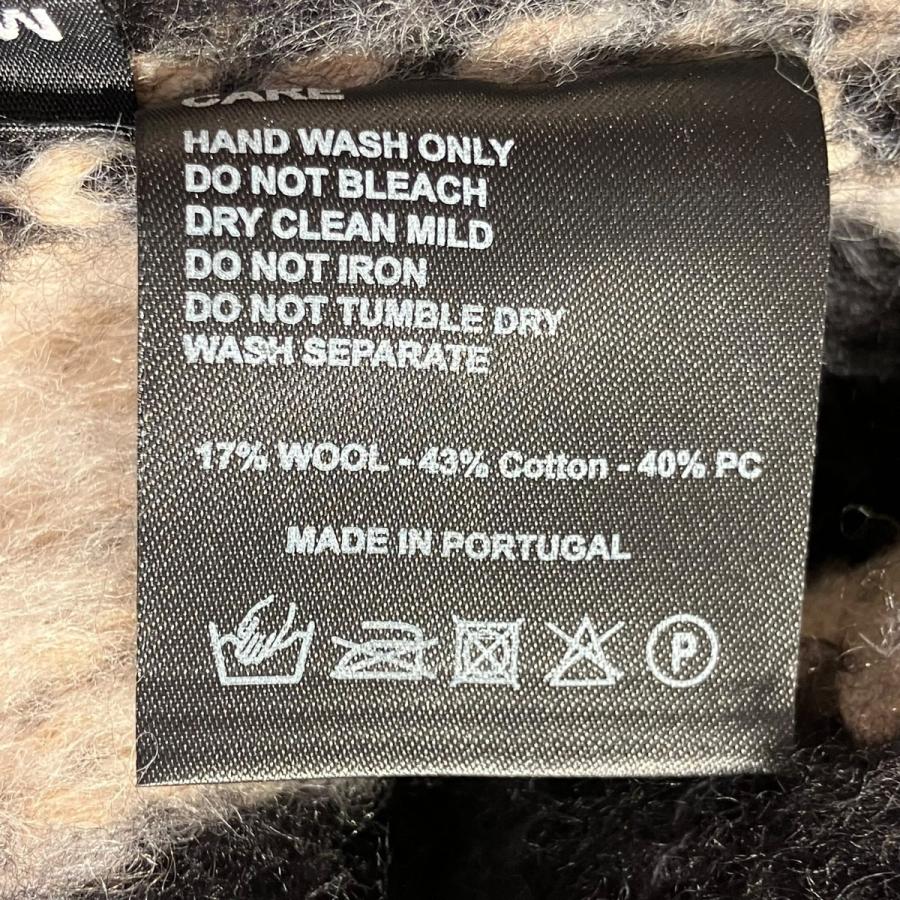 CARE
HAND WASH ONLY
DO NOT BLEACH
DRY CLEAN MILD
DO NOT IRON
DO NOT TUMBLE DRY
WASH SEPARATE
17% WOOL - 43% Cotton - 40% PC
MADE IN PORTUGAL
P